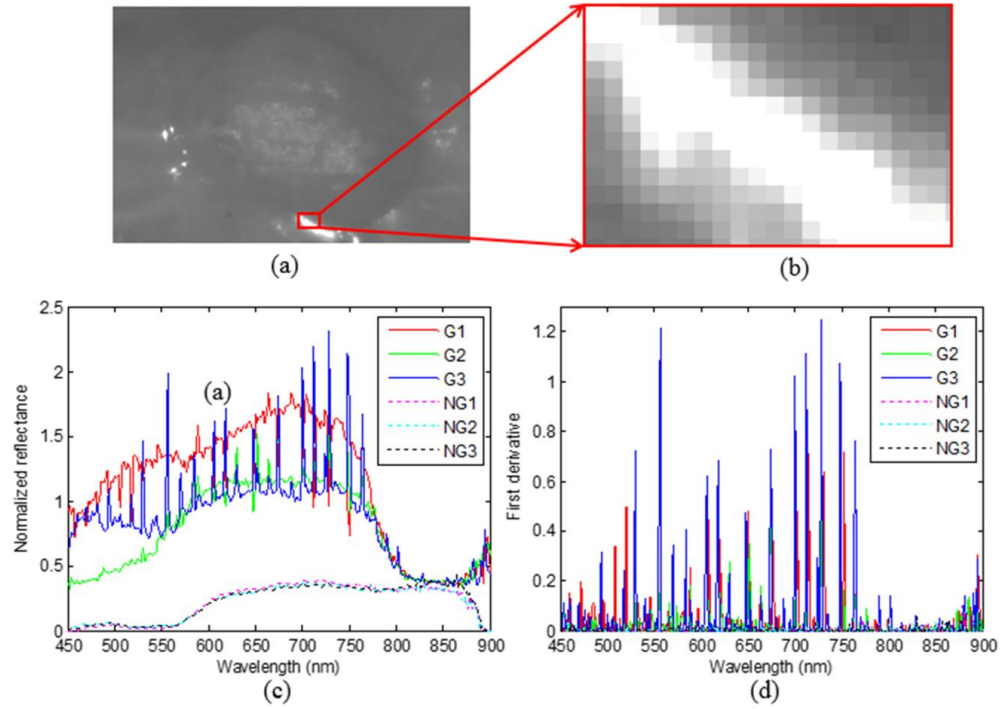 (a)
(b)
2.5
2
1.5
1
0.5
0
Normalized reflectance
(a)
G1
G2
G3
NG1
NG2
NG3
450 500 550 600 650 700 750 800 850 900
Wavelength (nm)
(c)
1.2
1
0.8
0.6
0.4
0.2
0
First derivative
G1
G2
G3
NG1
NG2
NG3
450 500 550 600 650 700 750 800 850 900
Wavelength (nm)
(d)